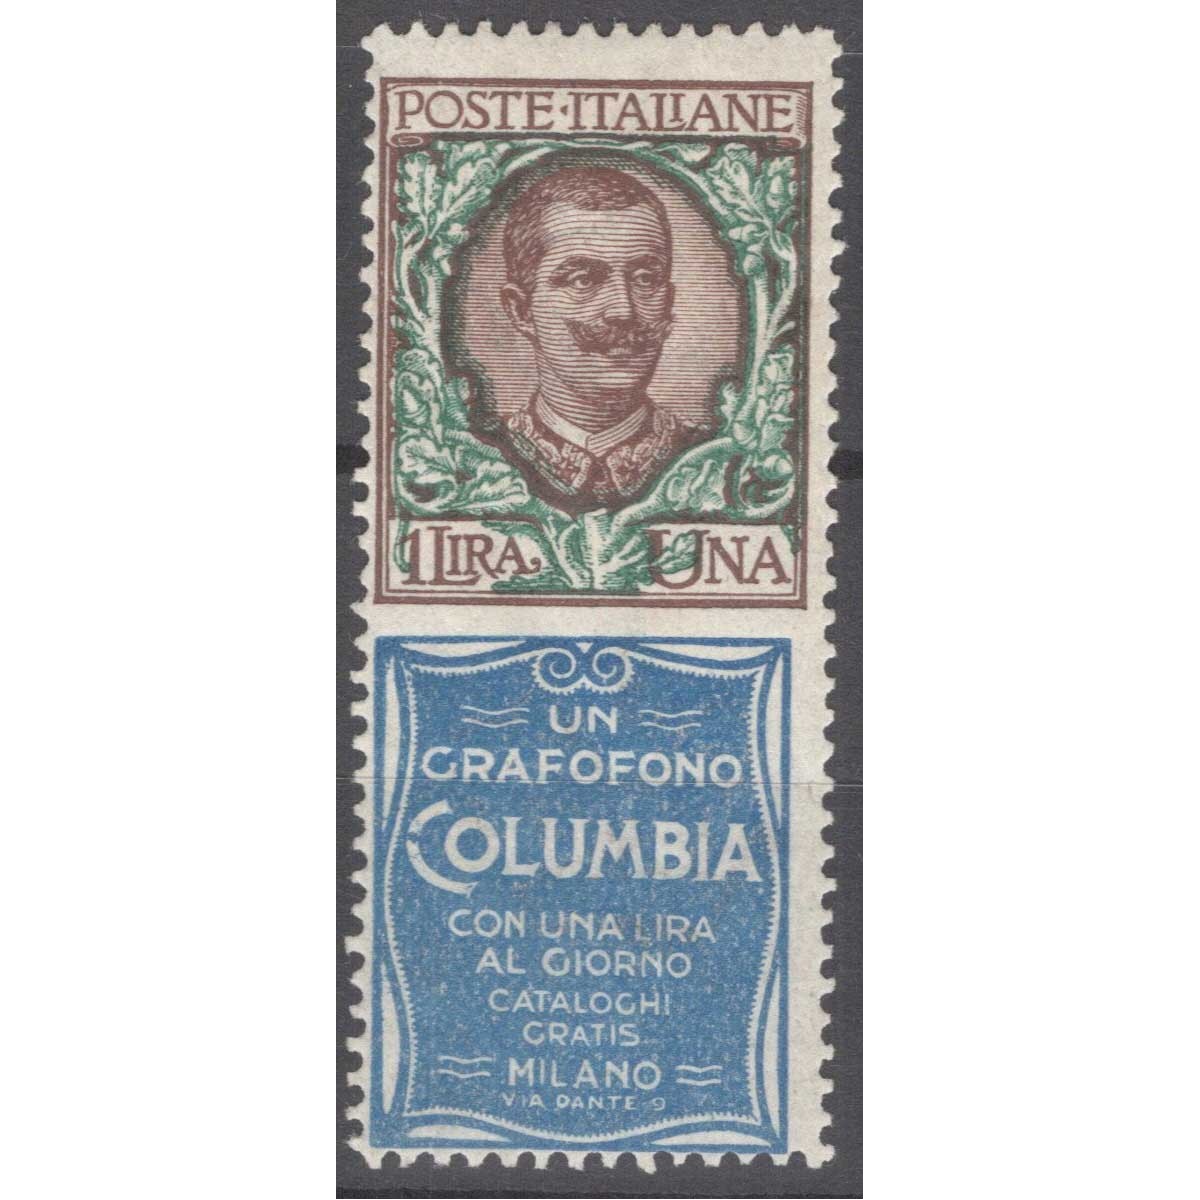 POSTE·ITALIANE
1 LIRA UNA
UN
GRAFOFONO
COLUMBIA
CON UNA LIRA
AL GIORNO
CATALOGHI
GRATIS
MILANO
VIA DANTE 9